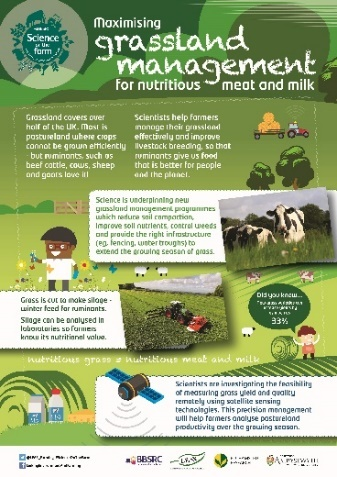 Science
on the
farm
Maximising
grassland
management
for nutritious meat and milk
Grassland covers over
half of the UK. Most is
pastureland where crops
cannot be grown efficiently
- but ruminants, such as
beef cattle, cows, sheep
and goats love it!
Scientists help farmers
manage their grassland
effectively and improve
livestock breeding, so
that ruminants give us food
that is better for people
and the planet.
Science is underpinning new
grassland management programmes
which reduce soil compaction,
improve soil nutrients, control weeds
and provide the right infrastructure
(eg. fencing, water troughs) to
extend the growing season of grass.
Grass is cut to make silage -
winter feed for ruminants.
Silage can be analysed in
laboratories so farmers
know its nutritional value.
Did you know...
33%
nutritious grass = nutritious meat and milk
Scientists are investigating the feasibility
of measuring grass yield and quality
remotely using satellite sensing
technologies. This precision management
will help farmers analyse pastureland
productivity over the growing season.
BBSRC